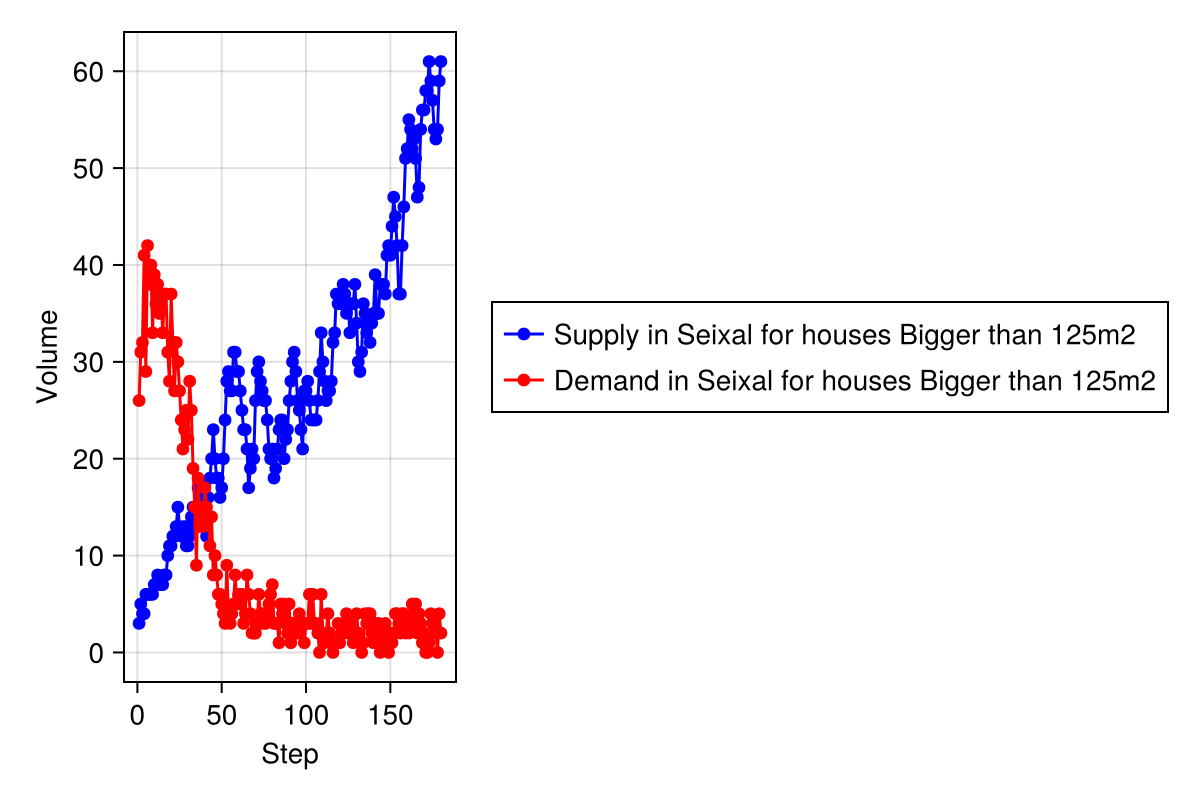 60
50
40
30
20
10
0
Volume
0 50 100 150
Step
Supply in Seixal for houses Bigger than 125m2
Demand in Seixal for houses Bigger than 125m2